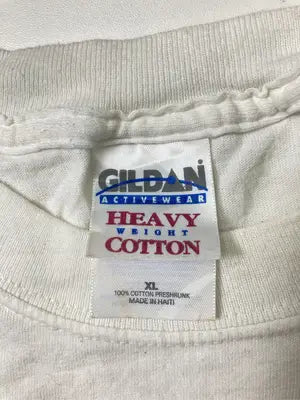 GILDAN
ACTIVEWEAR
HEAVY
WEIGHT
COTTON
XL
100% COTTON PRESHRUNK
MADE IN HAITI